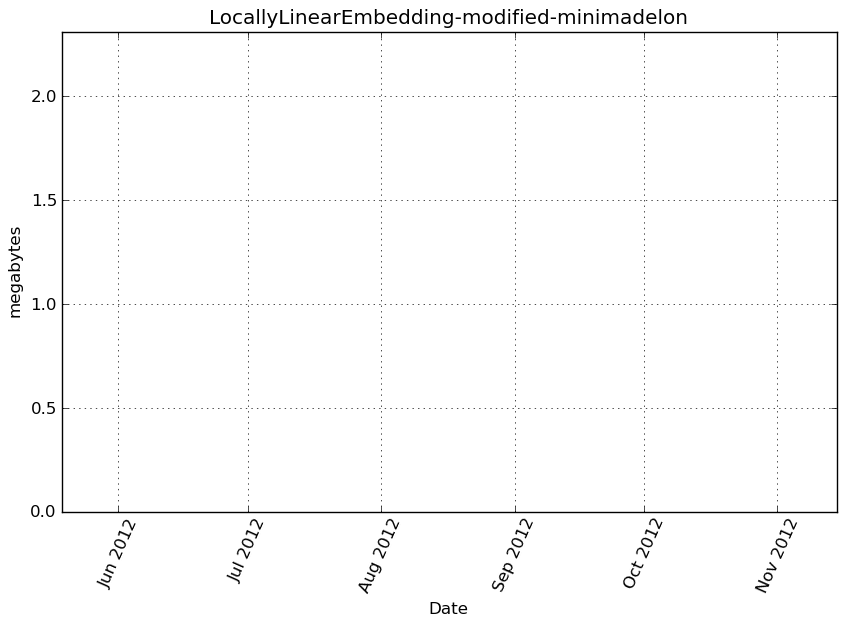 LocallyLinearEmbedding-modified-minimadelon
2.0
1.5
megabytes
1.0
0.5
0.0
Jun 2012
Jul 2012
Aug 2012
Sep 2012
Oct 2012
Nov 2012
Date